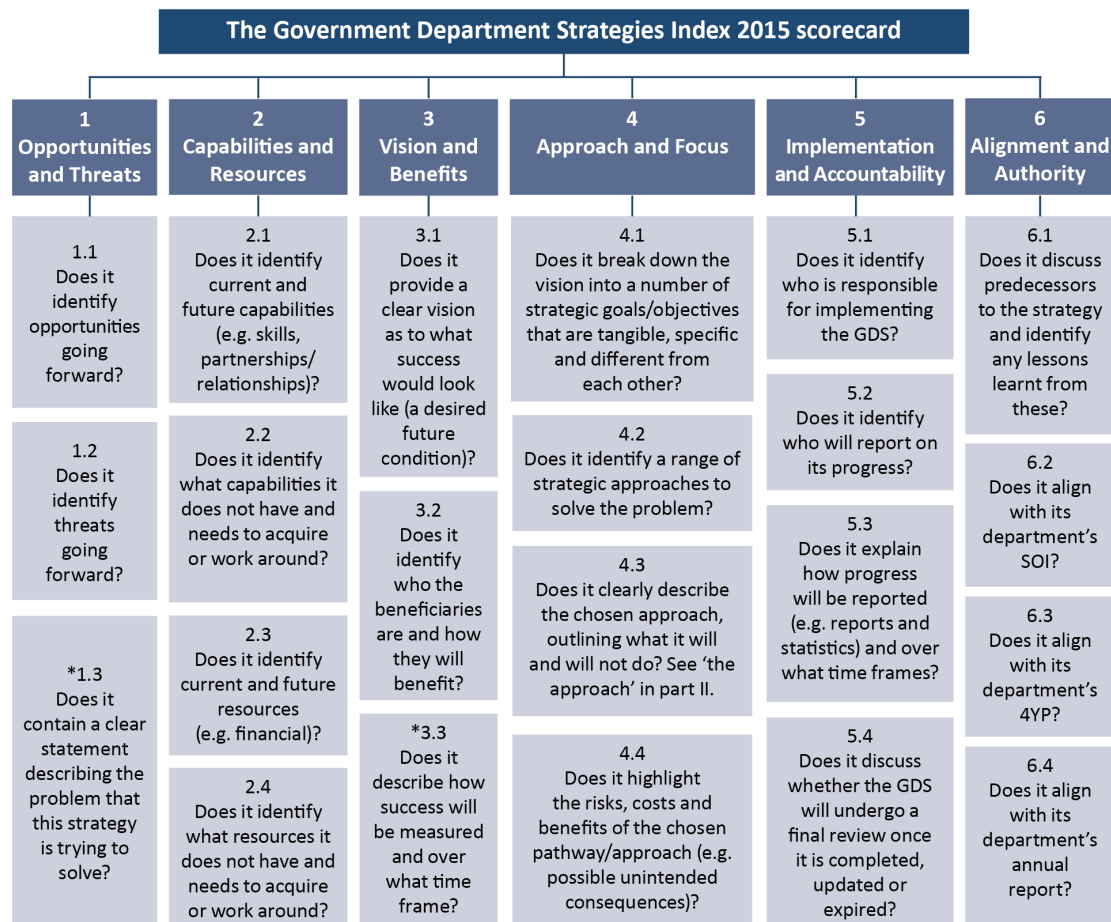 The Government Department Strategies Index 2015 scorecard
1
Opportunities
and Threats
2
Capabilities and
Resources
3
Vision and
Benefits
4
Approach and Focus
5
Implementation
and Accountability
6
Alignment and
Authority
1.1
Does it
identify
opportunities
going
forward?
1.2
Does it
identify
threats
going
forward?
*1.3
Does it
contain a clear
statement
describing the
problem that
this strategy
is trying to
solve?
2.1
Does it identify
current and
future capabilities
(e.g. skills,
partnerships/
relationships)?
2.2
Does it identify
what capabilities it
does not have and
needs to acquire
or work around?
2.3
Does it identify
current and future
resources
(e.g. financial)?
2.4
Does it identify
what resources it
does not have and
needs to acquire
or work around?
3.1
Does it
provide a
clear vision
as to what
success
would look
like (a desired
future
condition)?
3.2
Does it
identify
who the
beneficiaries
are and how
they will
benefit?
*3.3
Does it
describe how
success will
be measured
and over
what time
frame?
4.1
Does it break down the
vision into a number of
strategic goals/objectives
that are tangible, specific
and different from
each other?
4.2
Does it identify a range of
strategic approaches to
solve the problem?
4.3
Does it clearly describe
the chosen approach,
outlining what it will
and will not do? See ‘the
approach’ in part II.
4.4
Does it highlight
the risks, costs and
benefits of the chosen
pathway/approach (e.g.
possible unintended
consequences)?
5.1
Does it identify
who is responsible
for implementing
the GDS?
5.2
Does it identify
who will report on
its progress?
5.3
Does it explain
how progress
will be reported
(e.g. reports and
statistics) and over
what time frames?
5.4
Does it discuss
whether the GDS
will undergo a
final review once
it is completed,
updated or
expired?
6.1
Does it discuss
predecessors
to the strategy
and identify
any lessons
learnt from
these?
6.2
Does it align
with its
department’s
SOI?
6.3
Does it align
with its
department’s
4YP?
6.4
Does it align
with its
department’s
annual
report?